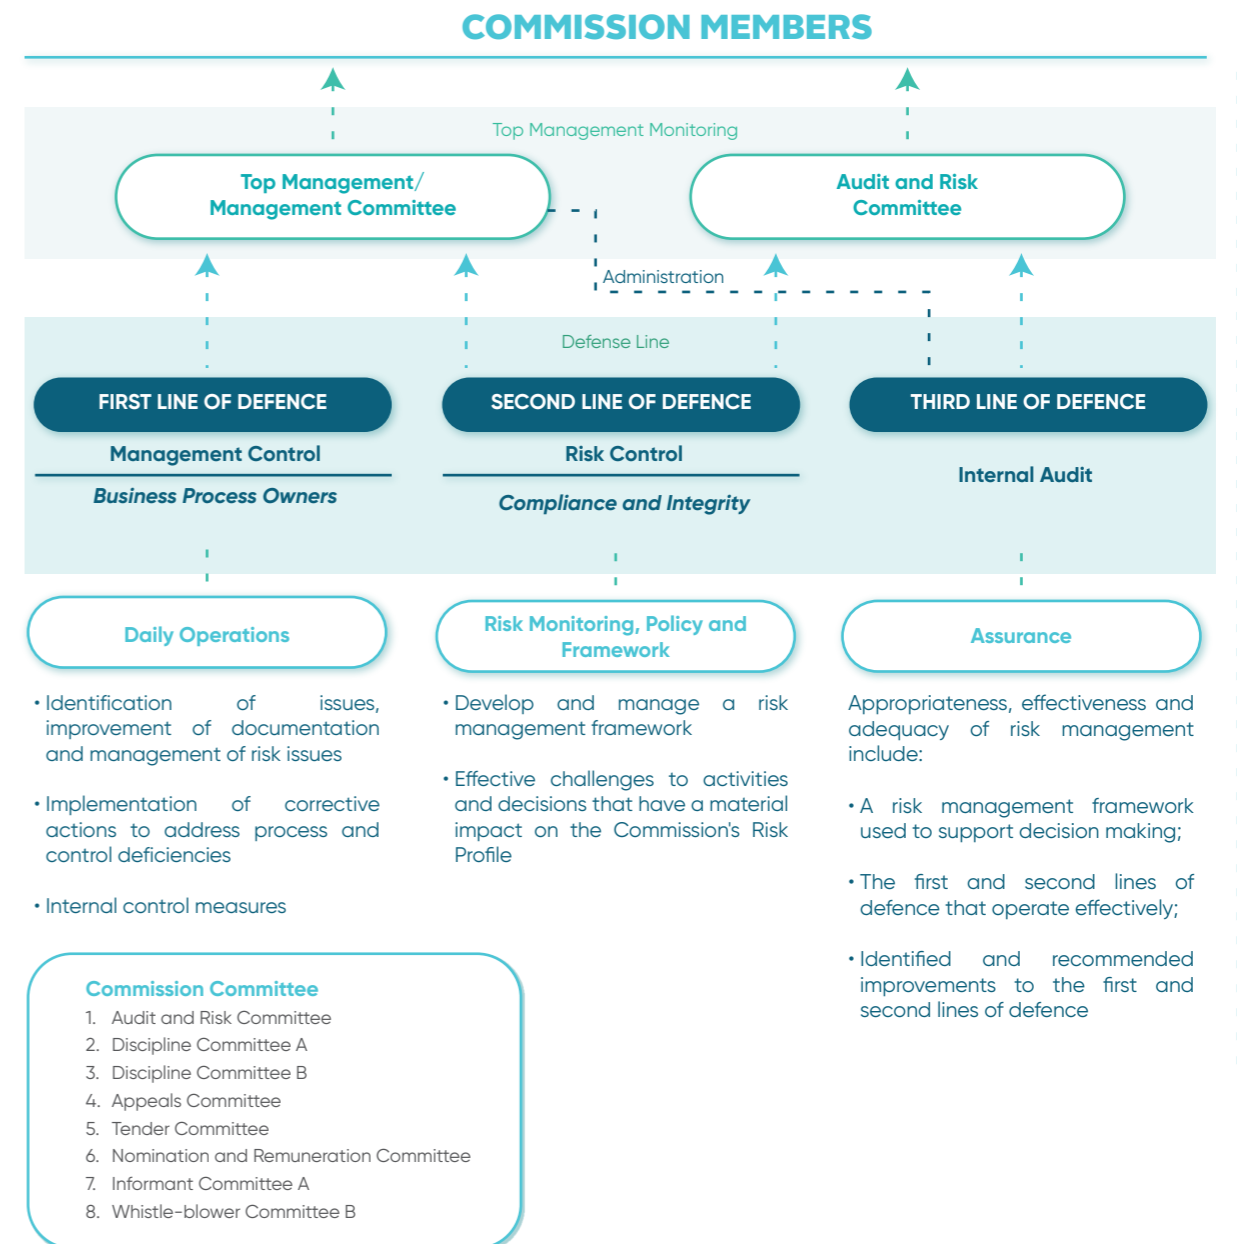 COMMISSION MEMBERS
Top Management Monitoring
Top Management/
Management Committee
Audit and Risk
Committee
Administration
Defense Line
FIRST LINE OF DEFENCE
Management Control
Business Process Owners
SECOND LINE OF DEFENCE
Risk Control
Compliance and Integrity
THIRD LINE OF DEFENCE
Internal Audit
Daily Operations
• Identification of issues,
improvement of documentation
and management of risk issues
• Implementation of corrective
actions to address process and
control deficiencies
• Internal control measures
Risk Monitoring, Policy and
Framework
• Develop and manage a risk
management framework
• Effective challenges to activities
and decisions that have a material
impact on the Commission's Risk
Profile
Assurance
Appropriateness, effectiveness and
adequacy of risk management
include:
• A risk management framework
used to support decision making;
• The first and second lines of
defence that operate effectively;
• Identified and recommended
improvements to the first and
second lines of defence
Commission Committee
1. Audit and Risk Committee
2. Discipline Committee A
3. Discipline Committee B
4. Appeals Committee
5. Tender Committee
6. Nomination and Remuneration Committee
7. Informant Committee A
8. Whistle-blower Committee B